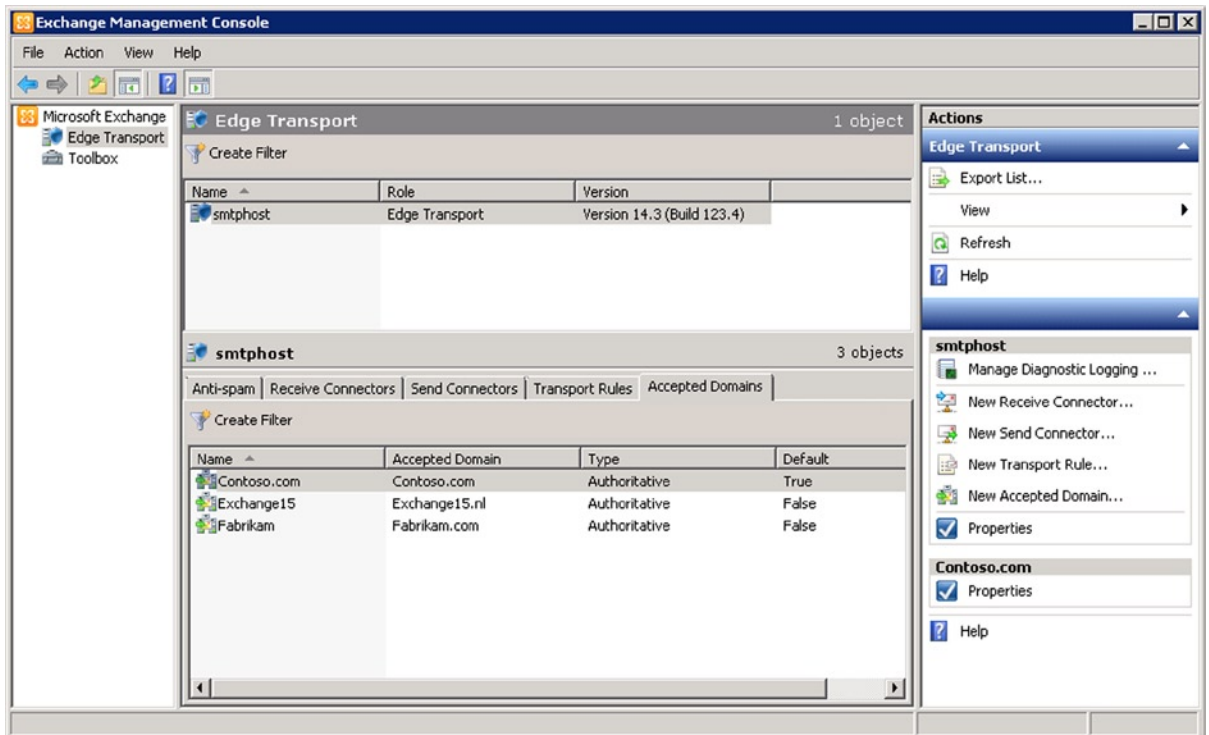 Exchange Management Console
File Action View Help
Microsoft Exchange
Edge Transport
Toolbox
Edge Transport 1 object
Create Filter
Name Role Version
smtphost Edge Transport Version 14.3 (Build 123.4)
smtphost 3 objects
Anti-spam Receive Connectors Send Connectors Transport Rules Accepted Domains
Create Filter
Name Accepted Domain Type Default
Contoso.com Contoso.com Authoritative True
Exchange15 Exchange15.nl Authoritative False
Fabrikam Fabrikam.com Authoritative False
Actions
Edge Transport
Export List...
View
Refresh
Help
smtphost
Manage Diagnostic Logging ...
New Receive Connector...
New Send Connector...
New Transport Rule...
New Accepted Domain...
Properties
Contoso.com
Properties
Help